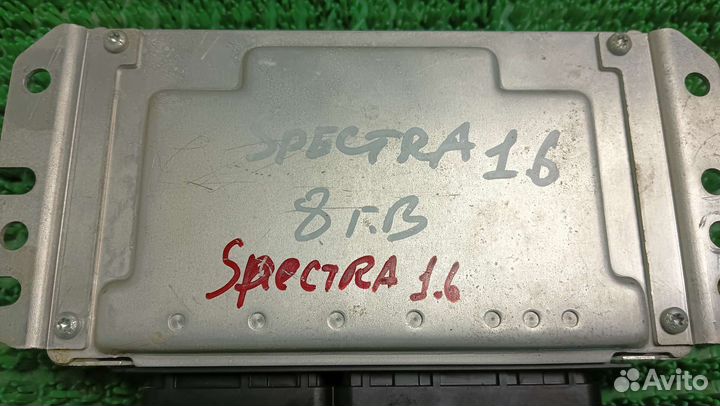 SPECTRA 1.6
8 г.В
SPECTRA 1.6
Avito